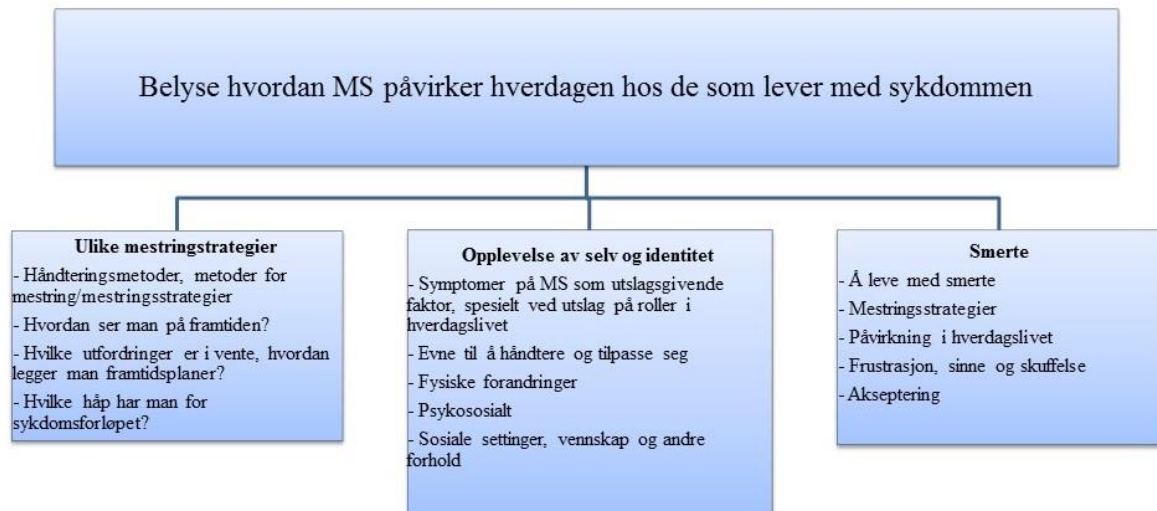 Belyse hvordan MS påvirker hverdagen hos de som lever med sykdommen
Ulike mestringstrategier
- Håndteringsmetoder, metoder for
mestring/mestringsstrategier
- Hvordan ser man på framtiden?
- Hvilke utfordringer er i vente, hvordan
legger man framtidsplaner?
- Hvilke håp har man for
sykdomsforløpet?
Opplevelse av selv og identitet
- Symptomer på MS som utslagsgivende
faktor, spesielt ved utslag på roller i
hverdagslivet
- Evne til å håndtere og tilpasse seg
- Fysiske forandringer
- Psykososialt
- Sosiale settinger, vennskap og andre
forhold
Smerte
- Å leve med smerte
- Mestringsstrategier
- Påvirkning i hverdagslivet
- Frustrasjon, sinne og skuffelse
- Akseptering